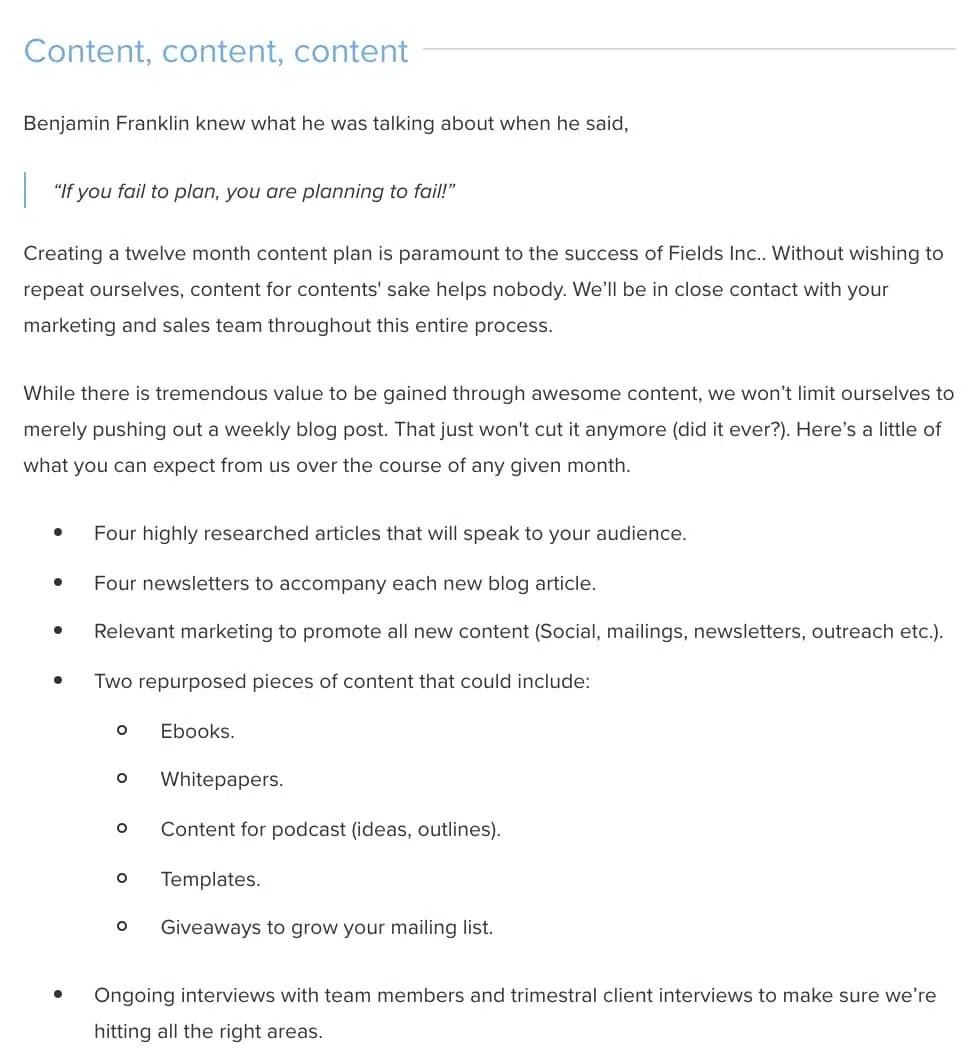 Content, content, content
Benjamin Franklin knew what he was talking about when he said,
“If you fail to plan, you are planning to fail!”
Creating a twelve month content plan is paramount to the success of Fields Inc.. Without wishing to
repeat ourselves, content for contents' sake helps nobody. We’ll be in close contact with your
marketing and sales team throughout this entire process.
While there is tremendous value to be gained through awesome content, we won’t limit ourselves to
merely pushing out a weekly blog post. That just won't cut it anymore (did it ever?). Here’s a little of
what you can expect from us over the course of any given month.
• Four highly researched articles that will speak to your audience.
• Four newsletters to accompany each new blog article.
• Relevant marketing to promote all new content (Social, mailings, newsletters, outreach etc.).
• Two repurposed pieces of content that could include:
o Ebooks.
o Whitepapers.
o Content for podcast (ideas, outlines).
o Templates.
o Giveaways to grow your mailing list.
• Ongoing interviews with team members and trimestral client interviews to make sure we’re
hitting all the right areas.